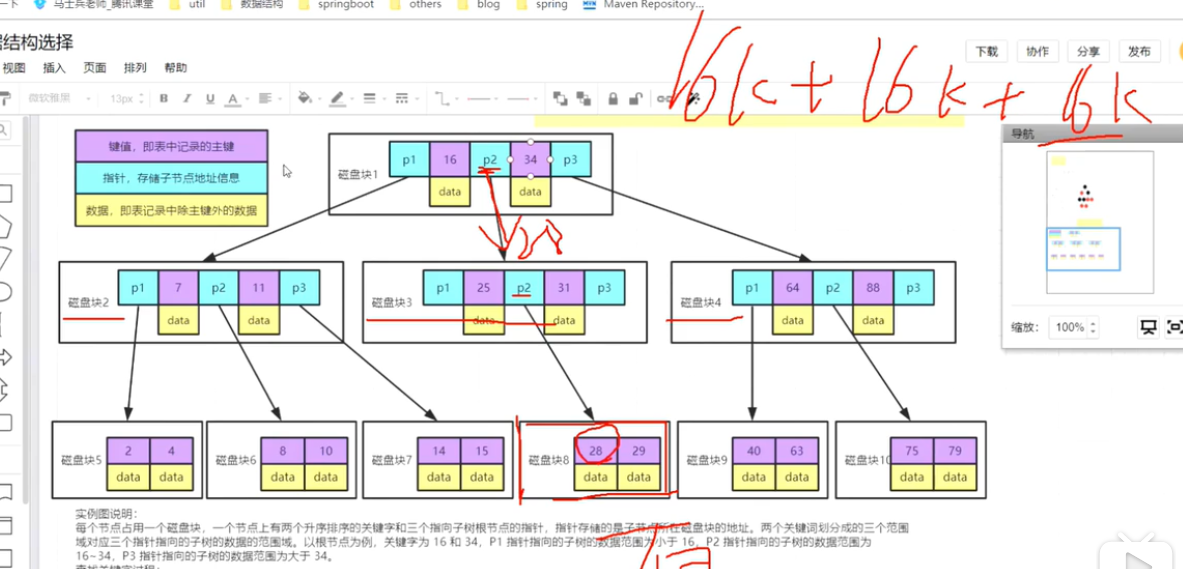 马士兵老师_腾讯课堂 util 数据结构 springboot others blog spring Maven Repository...
据结构选择
视图 插入 页面 排列 帮助
下载 协作 分享 发布
微软雅黑 13px B I U A
16k+16k+16k
导航
键值，即表中记录的主键
指针，存储子节点地址信息
数据，即表记录中除主键外的数据
磁盘块1 p1 16 p2 34 p3
data data
28
磁盘块2 p1 7 p2 11 p3
data data
磁盘块3 p1 25 p2 31 p3
data data
磁盘块4 p1 64 p2 88 p3
data data
缩放： 100%
磁盘块5 2 4
data data
磁盘块6 8 10
data data
磁盘块7 14 15
data data
磁盘块8 28 29
data data
磁盘块9 40 63
data data
磁盘块10 75 79
data data
实例图说明：
每个节点占用一个磁盘块，一个节点上有两个升序排序的关键字和三个指向子树根节点的指针，指针存储的是子节点所在磁盘块的地址。两个关键词划分成的三个范围
域对应三个指针指向的子树的数据的范围域。以根节点为例，关键字为 16 和 34，P1 指针指向的子树的数据范围为小于 16，P2 指针指向的子树的数据范围为
16~34，P3 指针指向的子树的数据范围为大于 34。
查找关键字过程：